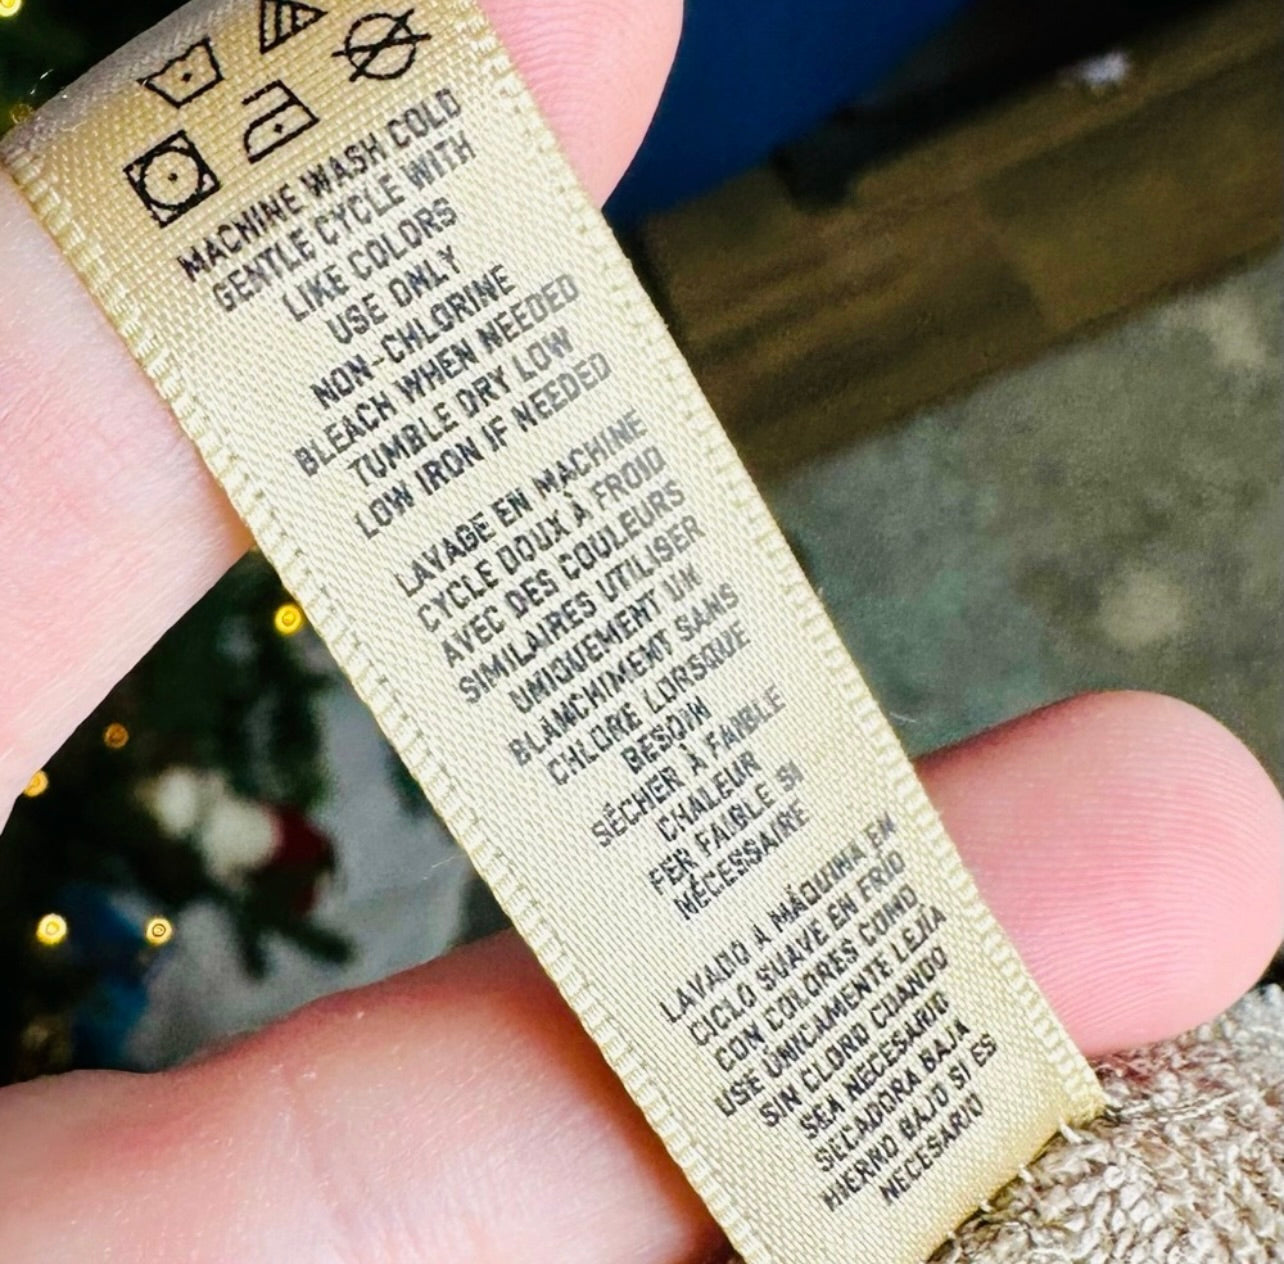 MACHINE WASH COLD
GENTLE CYCLE WITH
LIKE COLORS
USE ONLY
NON-CHLORINE
BLEACH WHEN NEEDED
TUMBLE DRY LOW
LOW IRON IF NEEDED
LAVAGE EN MACHINE
CYCLE DOUX À FROID
AVEC DES COULEURS
SIMILAIRES UTILISER
UNIQUEMENT UN
BLANCHIMENT SANS
CHLORE LORSQUE
BESOIN
SÉCHER À FAIBLE
CHALEUR
FER FAIBLE SI
NÉCESSAIRE
LAVADO A MÁQUINA EN
CICLO SUAVE EN FRÍO
CON COLORES COMO
USE ÚNICAMENTE LEJÍA
SIN CLORO CUANDO
SEA NECESARIO
SECADORA BAJA
HIERRO BAJO SI ES
NECESARIO